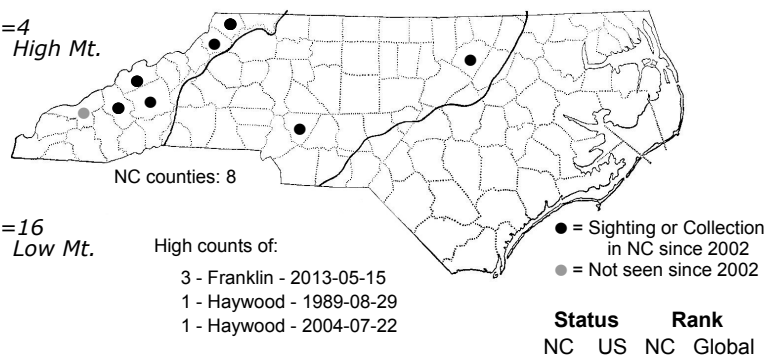 =4
High Mt.
NC counties: 8
=16
Low Mt.
High counts of:
3 - Franklin - 2013-05-15
1 - Haywood - 1989-08-29
1 - Haywood - 2004-07-22
● = Sighting or Collection
in NC since 2002
● = Not seen since 2002
Status Rank
NC US NC Global